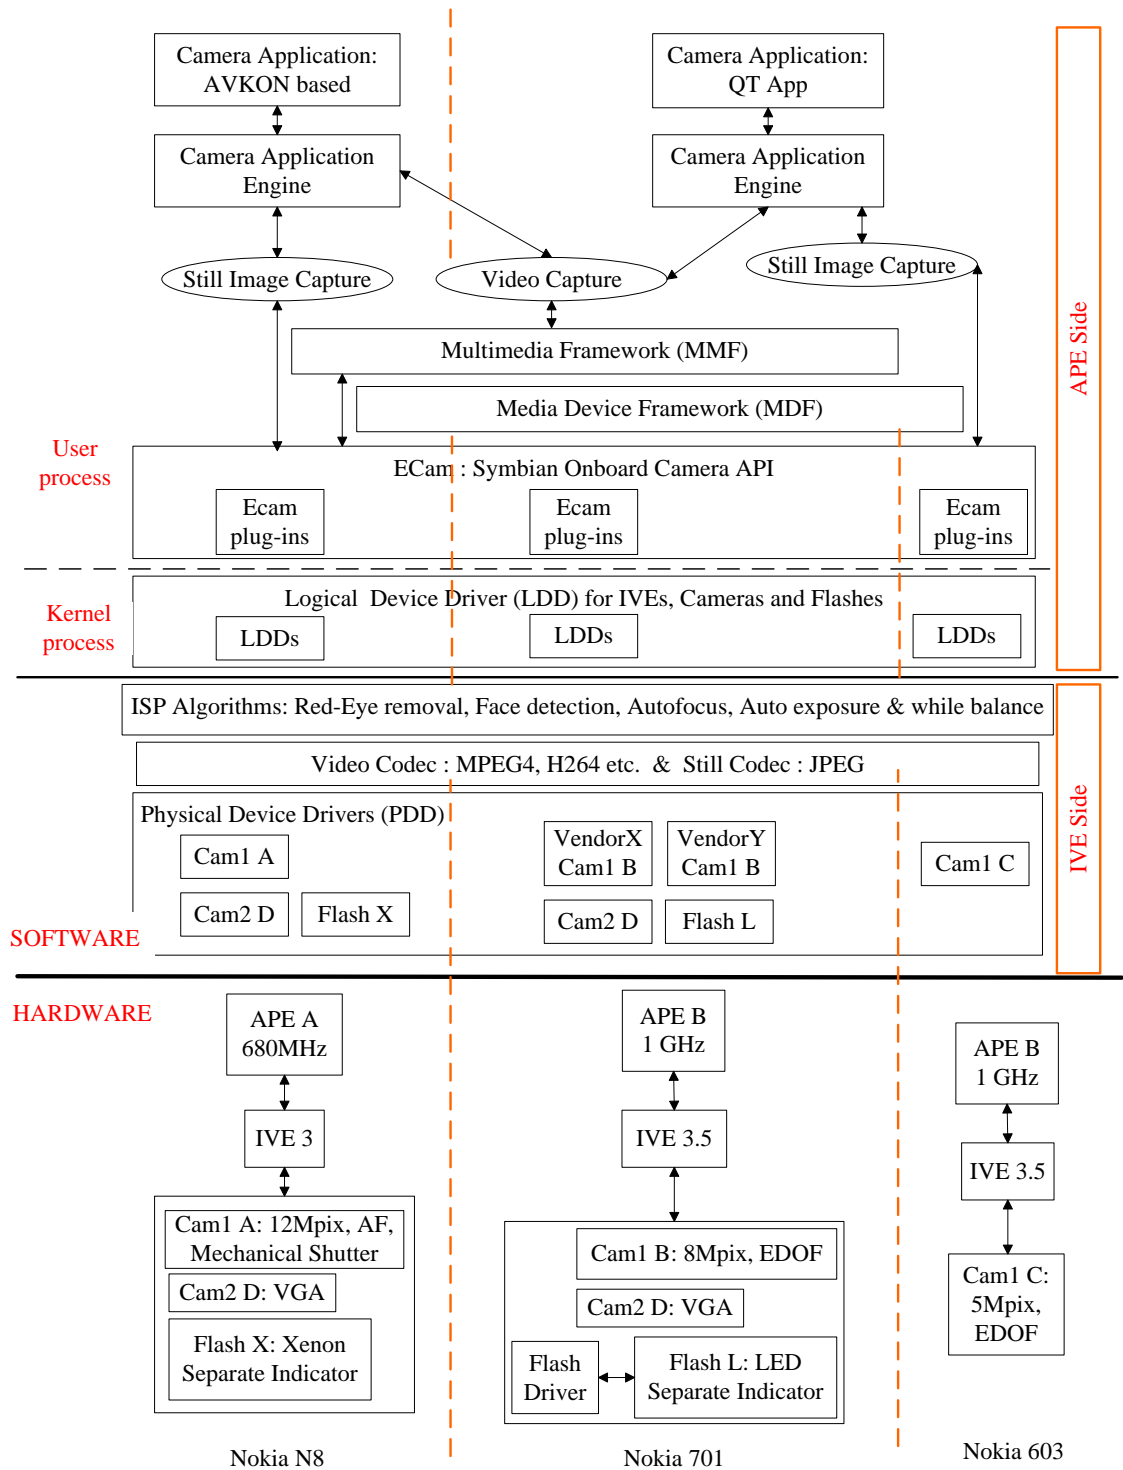 Camera Application:
AVKON based
Camera Application:
QT App
Camera Application
Engine
Camera Application
Engine
Still Image Capture
Video Capture
Still Image Capture
Multimedia Framework (MMF)
Media Device Framework (MDF)
APE Side
User
process
ECam : Symbian Onboard Camera API
Ecam
plug-ins
Ecam
plug-ins
Ecam
plug-ins
Kernel
process
Logical Device Driver (LDD) for IVEs, Cameras and Flashes
LDDs
LDDs
LDDs
ISP Algorithms: Red-Eye removal, Face detection, Autofocus, Auto exposure & while balance
Video Codec : MPEG4, H264 etc. & Still Codec : JPEG
IVE Side
Physical Device Drivers (PDD)
Cam1 A
VendorX
Cam1 B
VendorY
Cam1 B
Cam1 C
Cam2 D
Flash X
Cam2 D
Flash L
SOFTWARE
HARDWARE
APE A
680MHz
IVE 3
Cam1 A: 12Mpix, AF,
Mechanical Shutter
Cam2 D: VGA
Flash X: Xenon
Separate Indicator
Nokia N8
APE B
1 GHz
IVE 3.5
Cam1 B: 8Mpix, EDOF
Cam2 D: VGA
Flash
Driver
Flash L: LED
Separate Indicator
Nokia 701
APE B
1 GHz
IVE 3.5
Cam1 C:
5Mpix,
EDOF
Nokia 603